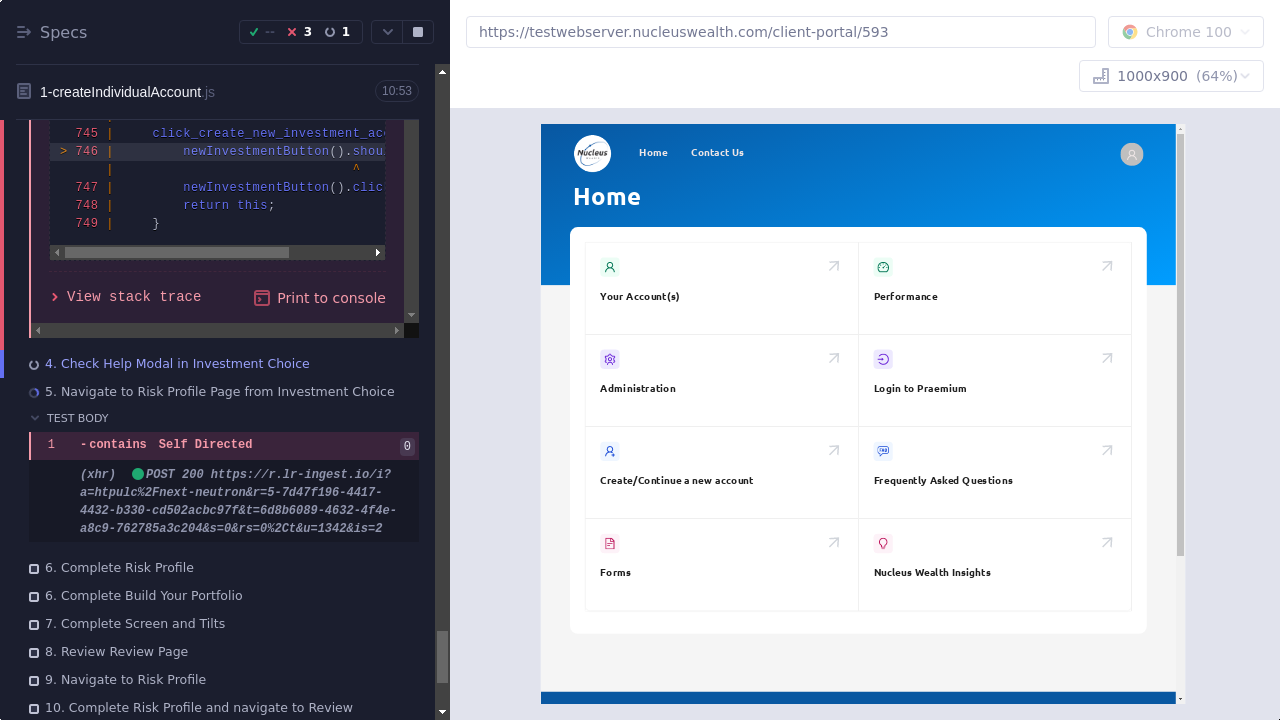 Specs
--
3
1
1-createIndividualAccount.js
10:53
745 |     click_create_new_investment_acc
> 746 |         newInvestmentButton().shou
|                               ^
747 |         newInvestmentButton().clic
748 |         return this;
749 |     }
View stack trace
Print to console
4. Check Help Modal in Investment Choice
5. Navigate to Risk Profile Page from Investment Choice
TEST BODY
1 -contains Self Directed 0
(xhr) POST 200 https://r.lr-ingest.io/i?
a=htpulc%2Fnext-neutron&r=5-7d47f196-4417-
4432-b330-cd502acbc97f&t=6d8b6089-4632-4f4e-
a8c9-762785a3c204&s=0&rs=0%2Ct&u=1342&is=2
6. Complete Risk Profile
6. Complete Build Your Portfolio
7. Complete Screen and Tilts
8. Review Review Page
9. Navigate to Risk Profile
10. Complete Risk Profile and navigate to Review
https://testwebserver.nucleuswealth.com/client-portal/593
Chrome 100
1000x900 (64%)
Nucleus
Home
Contact Us
Home
Your Account(s)
Performance
Administration
Login to Praemium
Create/Continue a new account
Frequently Asked Questions
Forms
Nucleus Wealth Insights